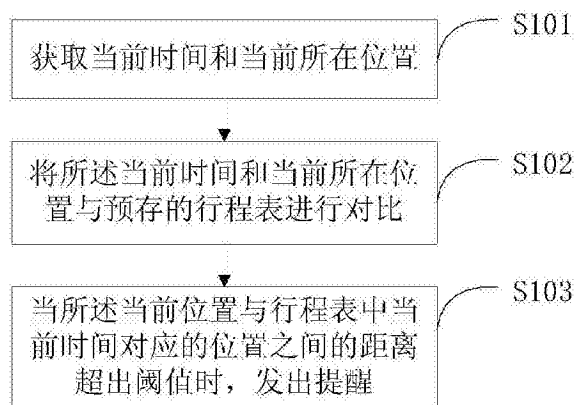 获取当前时间和当前所在位置
S101
将所述当前时间和当前所在位
置与预存的行程表进行对比
S102
当所述当前位置与行程表中当
前时间对应的位置之间的距离
超出阈值时，发出提醒
S103